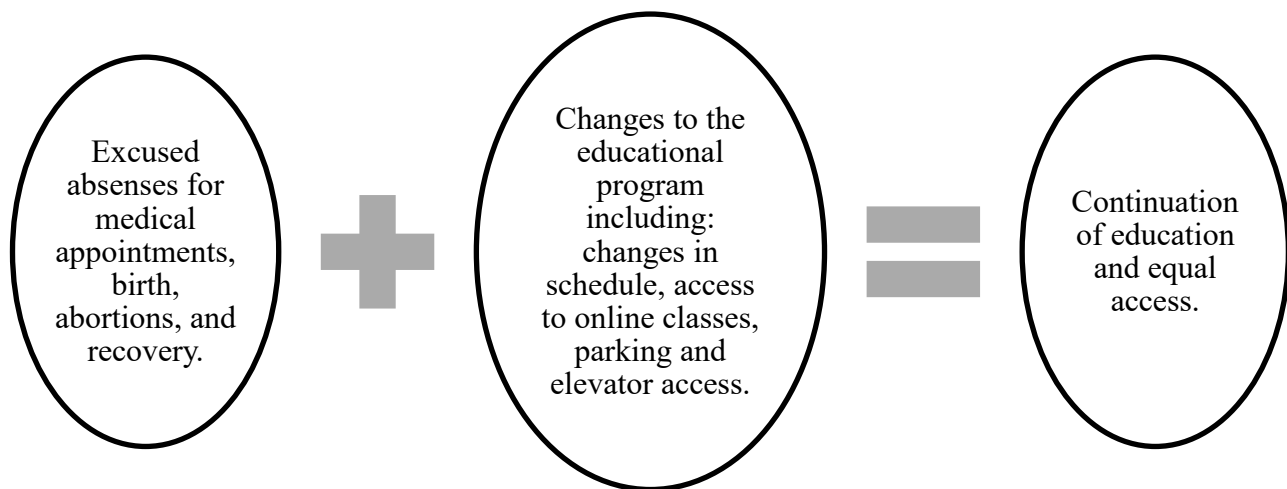 Excused
absenses for
medical
appointments,
birth,
abortions, and
recovery.
Changes to the
educational
program
including:
changes in
schedule, access
to online classes,
parking and
elevator access.
Continuation
of education
and equal
access.